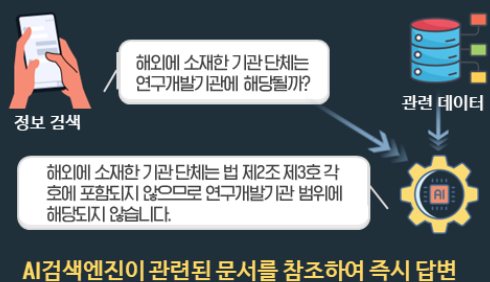 해외에 소재한 기관 단체는
연구개발기관에 해당될까?
정보 검색
관련 데이터
해외에 소재한 기관 단체는 법 제2조 제3호 각
호에 포함되지 않으므로 연구개발기관 범위에
해당되지 않습니다.
AI
AI검색엔진이 관련된 문서를 참조하여 즉시 답변